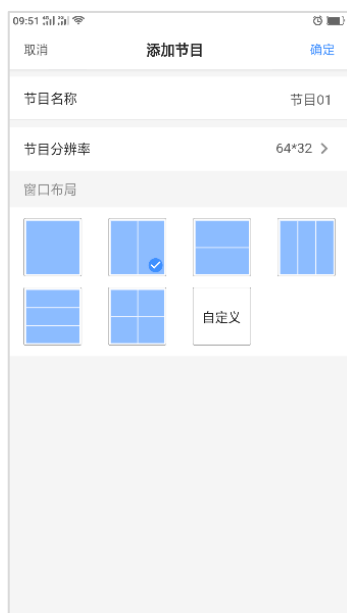 09:51
取消 添加节目 确定
节目名称 节目01
节目分辨率 64*32
窗口布局
自定义